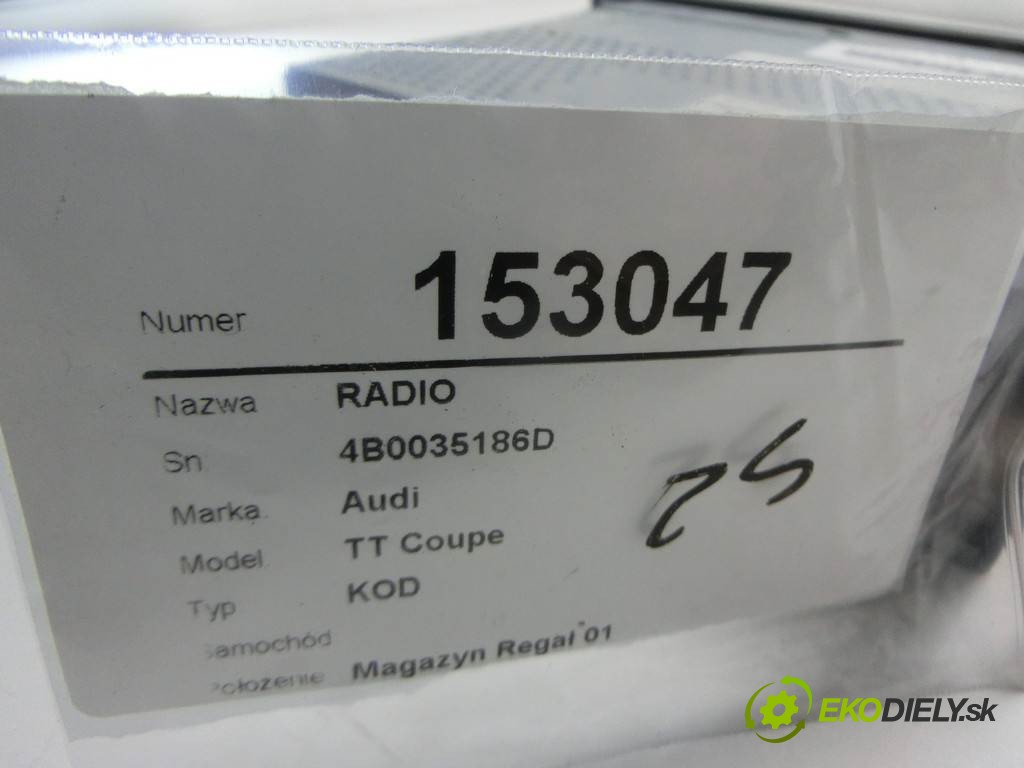 Numer 153047
Nazwa RADIO
Sn 4B0035186D
Marka Audi
Model TT Coupe
Typ KOD
Samochód
Położenie Magazyn Regał 01
EKODIELY.sk